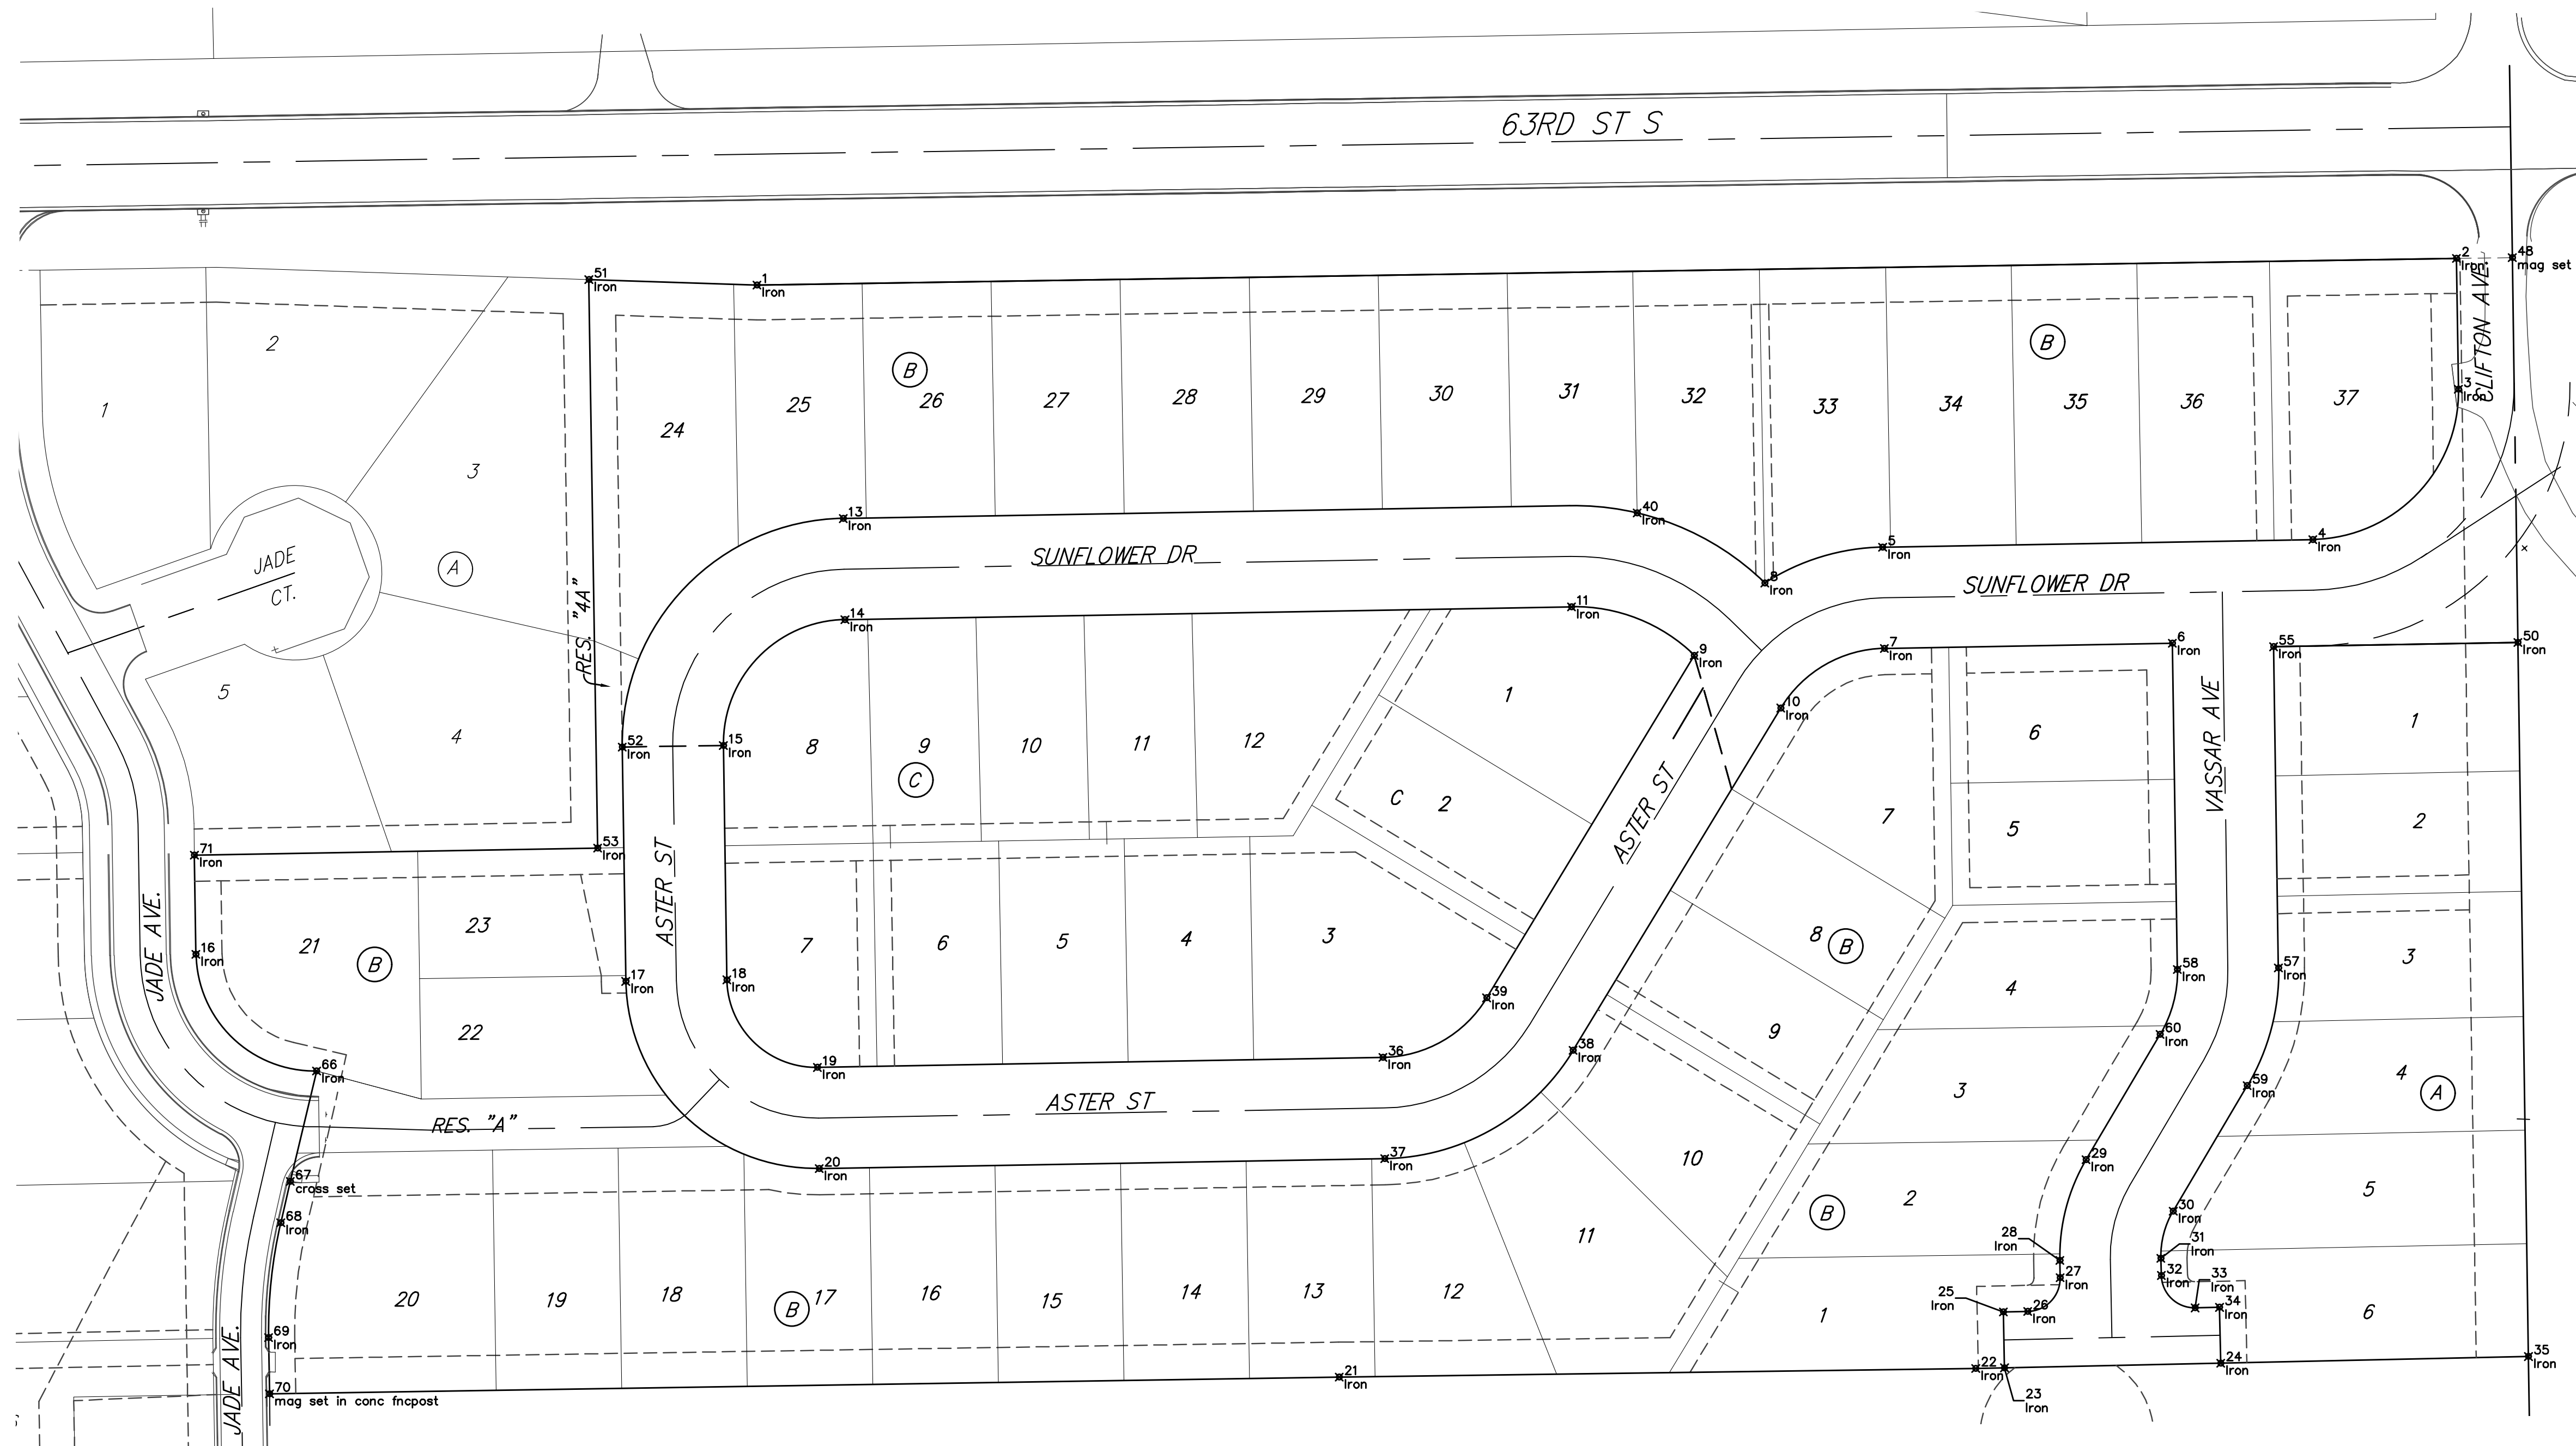 63RD ST S
2
Iron
48
mag set
CLIFTON AVE.
51
Iron
1
Iron
3
Iron
1
2
3
24
25
B
26
27
28
29
30
31
32
33
34
B
35
36
37
13
Iron
40
Iron
5
Iron
4
Iron
JADE
CT.
A
RES. "4A"
SUNFLOWER DR
8
Iron
SUNFLOWER DR
14
Iron
11
Iron
9
Iron
7
Iron
6
Iron
55
Iron
50
Iron
5
4
52
Iron
15
Iron
8
9
10
11
12
C
1
C
2
10
Iron
6
5
7
VASSAR AVE
1
2
71
Iron
53
Iron
ASTER ST
ASTER ST
JADE AVE.
16
Iron
21
B
23
22
17
Iron
18
Iron
7
6
5
4
3
39
Iron
8
B
9
4
58
Iron
57
Iron
3
66
Iron
19
Iron
36
Iron
38
Iron
60
Iron
59
Iron
4
A
3
RES. "A"
ASTER ST
67
cross set
20
Iron
37
Iron
10
29
Iron
5
2
B
30
Iron
68
Iron
11
28
Iron
31
Iron
27
Iron
32
Iron
33
Iron
25
Iron
26
Iron
34
Iron
20
19
18
B
17
16
15
14
13
12
1
6
JADE AVE.
69
Iron
70
mag set in conc fncpost
21
Iron
22
Iron
23
Iron
24
Iron
35
Iron